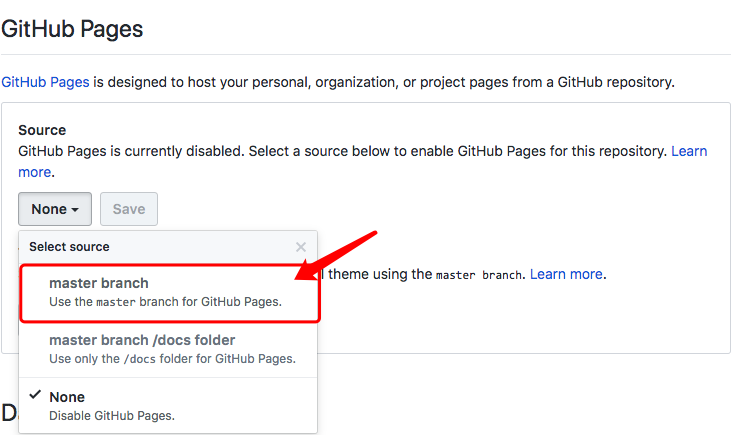 GitHub Pages
GitHub Pages is designed to host your personal, organization, or project pages from a GitHub repository.
Source
GitHub Pages is currently disabled. Select a source below to enable GitHub Pages for this repository. Learn
more.
None
Save
Select source
master branch
Use the master branch for GitHub Pages.
theme using the master branch. Learn more.
master branch /docs folder
Use only the /docs folder for GitHub Pages.
None
Disable GitHub Pages.